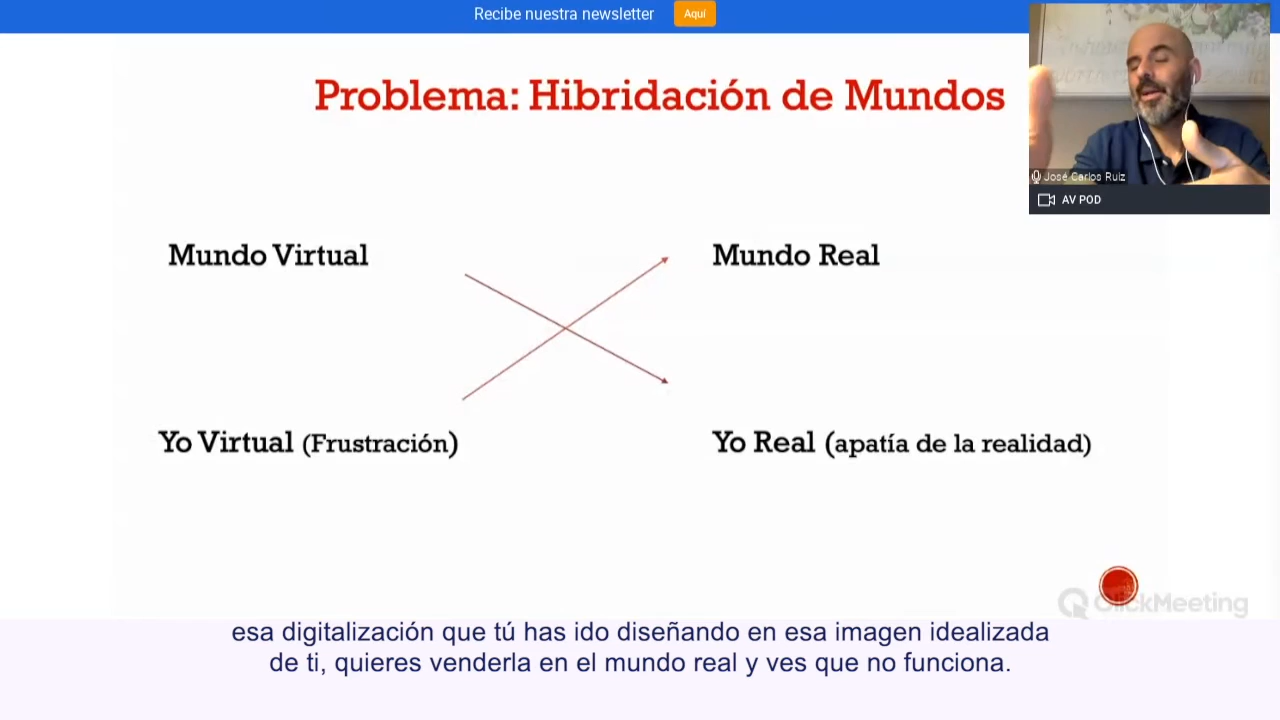 Recibe nuestra newsletter Aquí
Problema: Hibridación de Mundos
José Carlos Ruiz
AV POD
Mundo Virtual Mundo Real
Yo Virtual (Frustración) Yo Real (apatía de la realidad)
ClickMeeting
esa digitalización que tú has ido diseñando en esa imagen idealizada
de ti, quieres venderla en el mundo real y ves que no funciona.